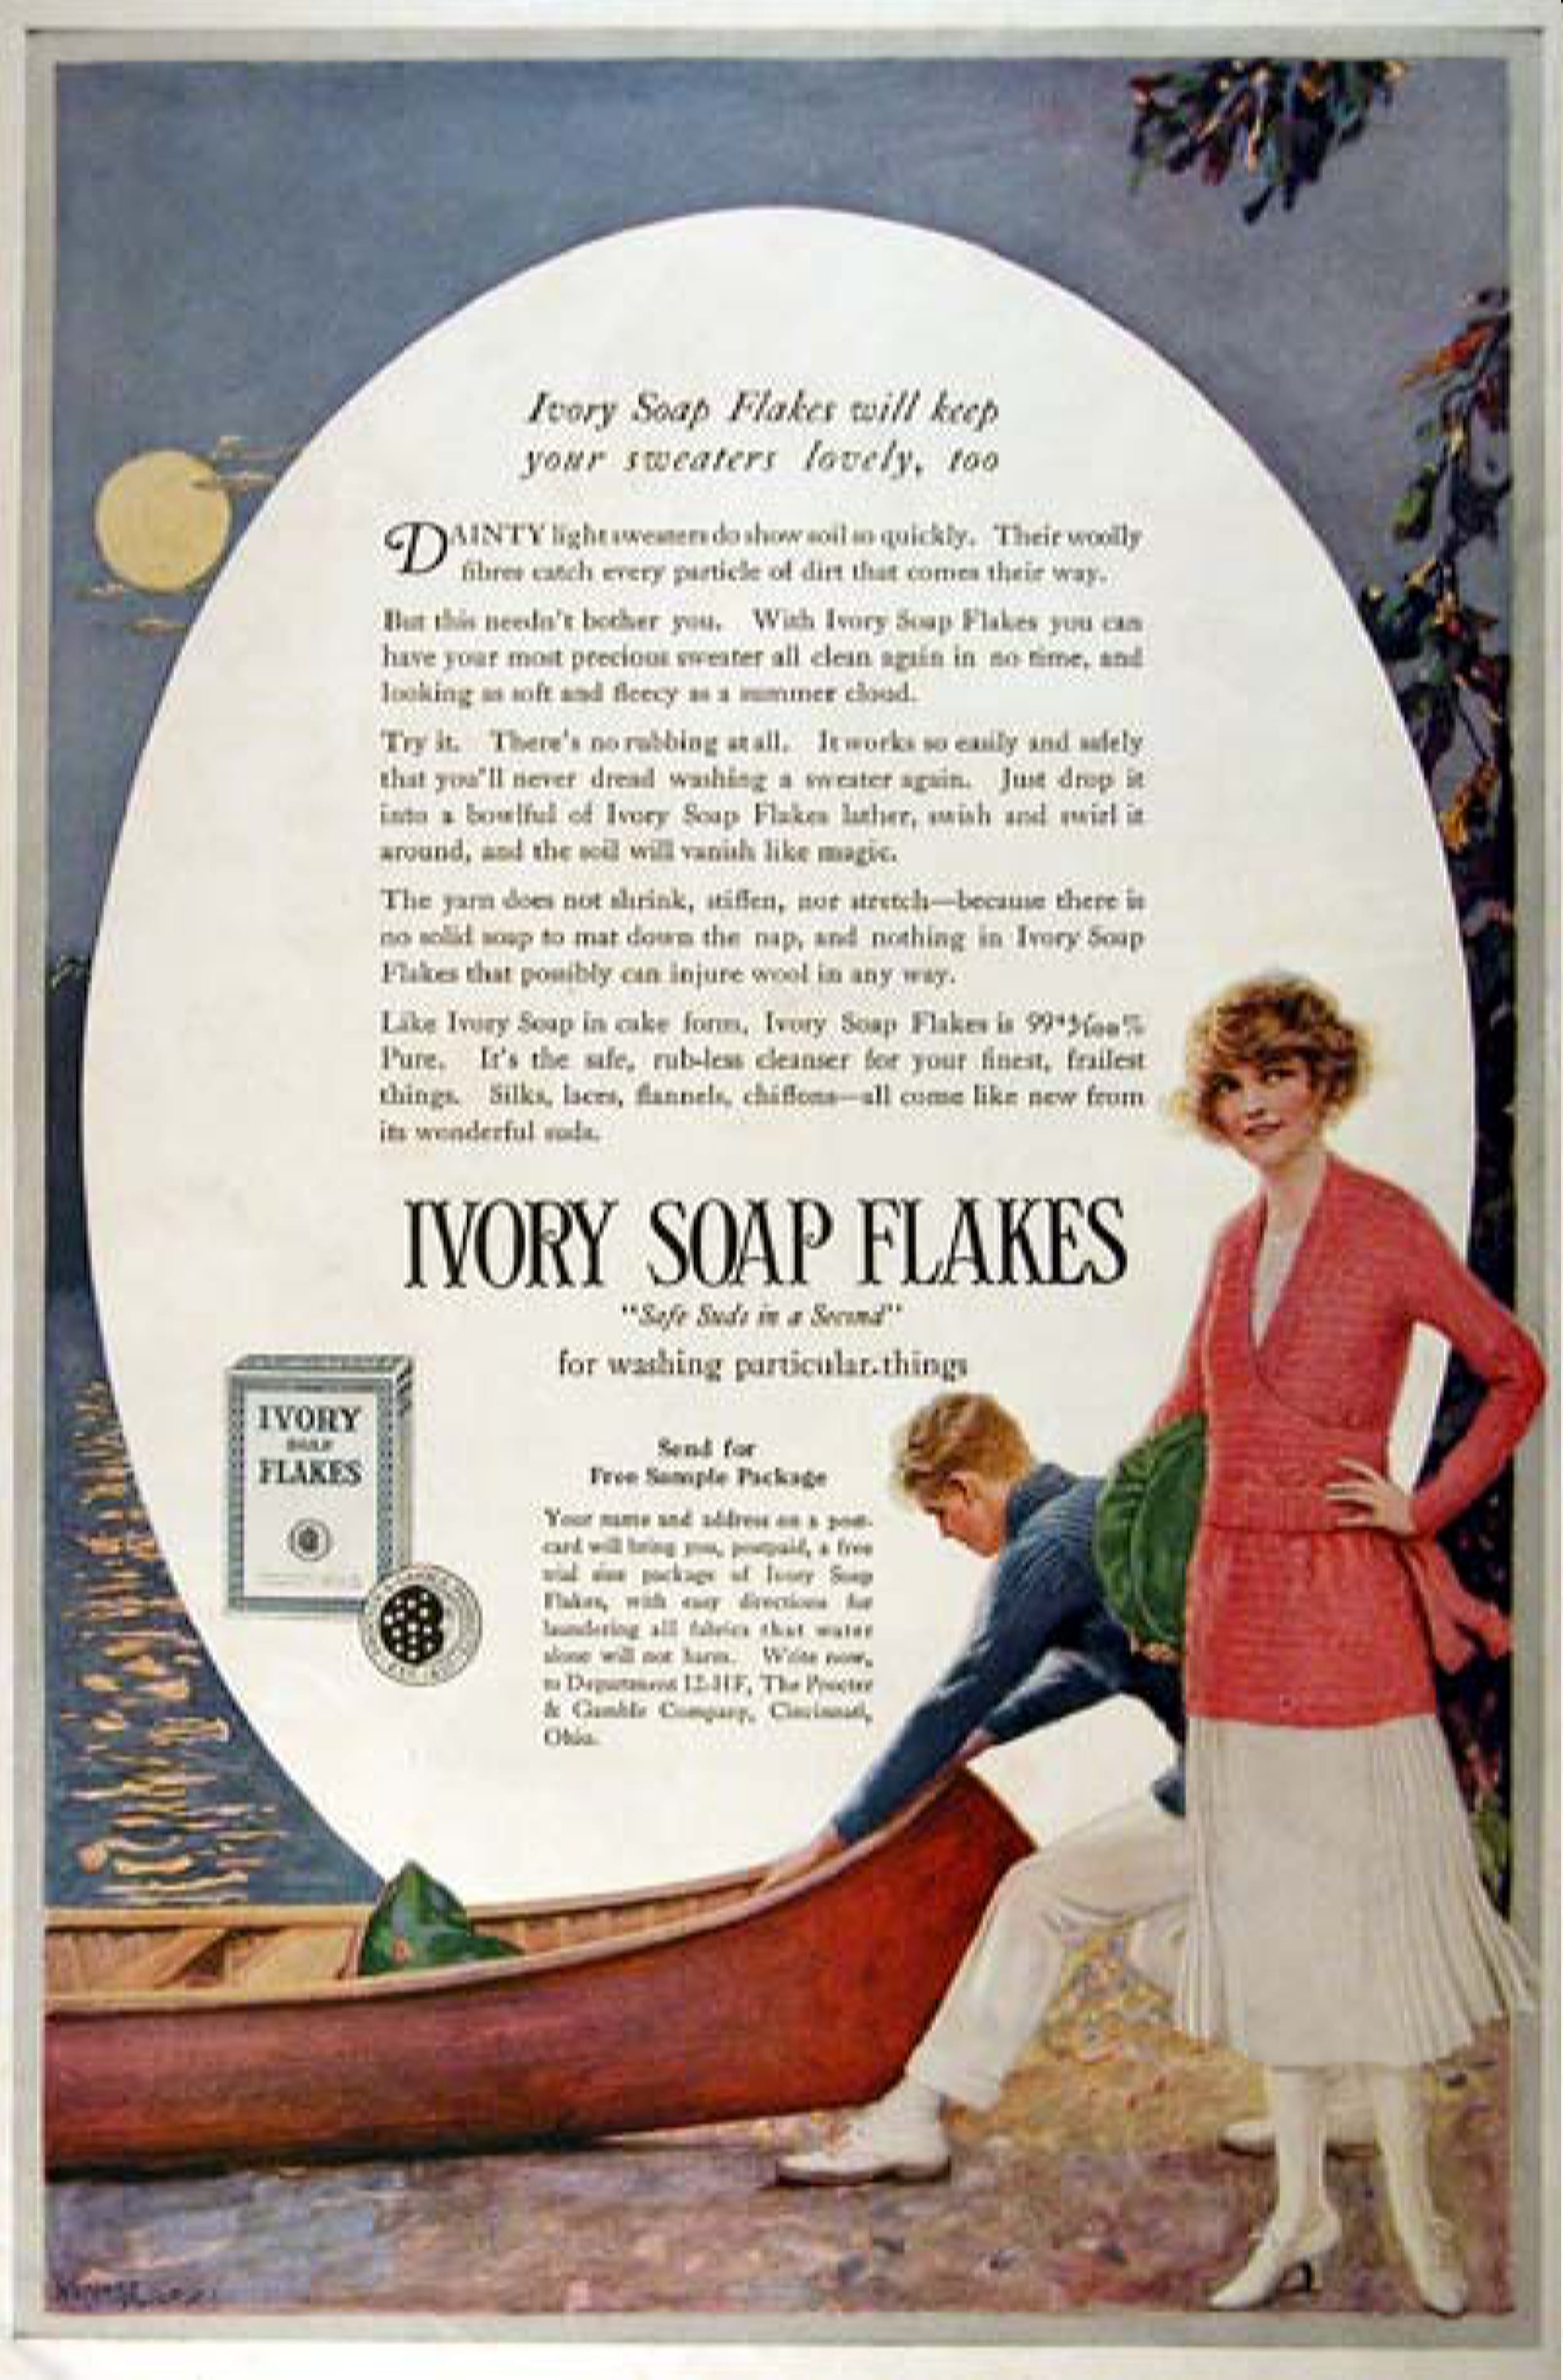 Ivory Soap Flakes will keep
your sweaters lovely, too
DAINTY light sweaters do show soil so quickly. Their woolly
fibres catch every particle of dirt that comes their way.
But this needn't bother you. With Ivory Soap Flakes you can
have your most precious sweater all clean again in no time, and
looking as soft and fleecy as a summer cloud.
Try it. There's no rubbing at all. It works so easily and safely
that you'll never dread washing a sweater again. Just drop it
into a bowlful of Ivory Soap Flakes lather, swish and swirl it
around, and the soil will vanish like magic.
The yarn does not shrink, stiffen, nor stretch—because there is
no solid soap to mat down the nap, and nothing in Ivory Soap
Flakes that possibly can injure wool in any way.
Like Ivory Soap in cake form, Ivory Soap Flakes is 99 44/100%
Pure. It's the safe, rub-less cleanser for your finest, frailest
things. Silks, laces, flannels, chiffons—all come like new from
its wonderful suds.
IVORY SOAP FLAKES
"Safe Suds in a Second"
for washing particular things
IVORY
SOAP
FLAKES
Send for
Free Sample Package
Your name and address on a post-
card will bring you, postpaid, a free
trial size package of Ivory Soap
Flakes, with easy directions for
laundering all fabrics that water
alone will not harm. Write now,
to Department 12-HF, The Procter
& Gamble Company, Cincinnati,
Ohio.